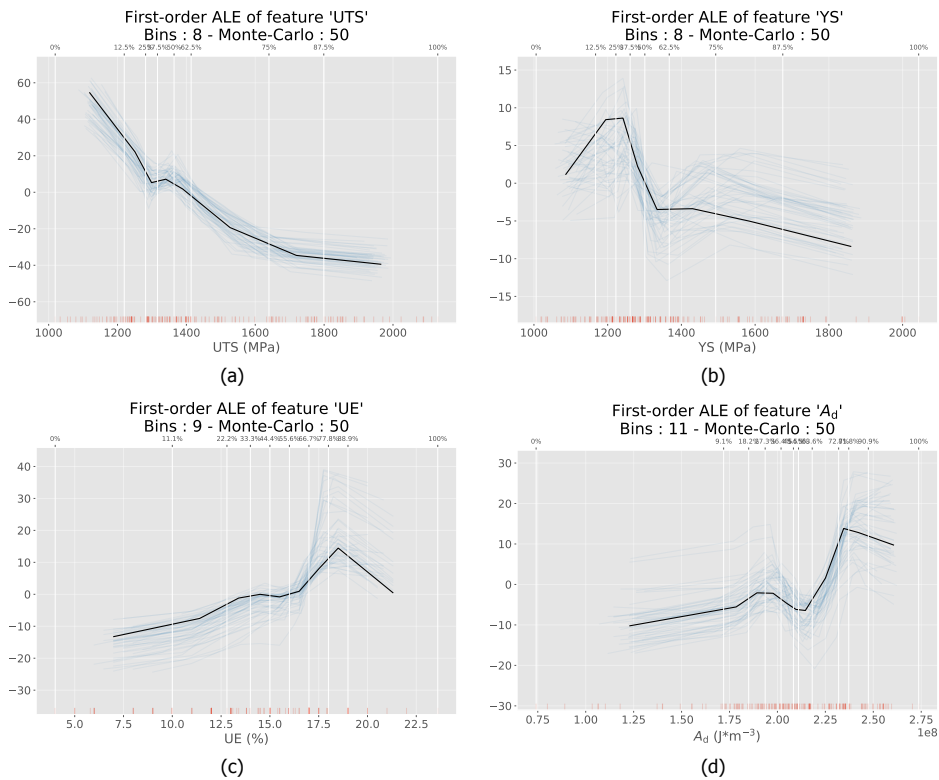 First-order ALE of feature 'UTS'
Bins : 8 - Monte-Carlo : 50
0% 12.5% 25% 37.5% 50% 62.5% 75% 87.5% 100%
60
40
20
0
−20
−40
−60
1000 1200 1400 1600 1800 2000
UTS (MPa)
(a)
First-order ALE of feature 'YS'
Bins : 8 - Monte-Carlo : 50
0% 12.5% 25% 37.5% 50% 62.5% 75% 87.5% 100%
15
10
5
0
−5
−10
−15
1000 1200 1400 1600 1800 2000
YS (MPa)
(b)
First-order ALE of feature 'UE'
Bins : 9 - Monte-Carlo : 50
0% 11.1% 22.2% 33.3% 44.4% 55.6% 66.7% 77.8% 88.9% 100%
40
30
20
10
0
−10
−20
−30
5.0 7.5 10.0 12.5 15.0 17.5 20.0 22.5
UE (%)
(c)
First-order ALE of feature 'A_d'
Bins : 11 - Monte-Carlo : 50
0% 9.1% 18.2% 27.3% 36.4% 63.6% 90.9% 100%
30
20
10
0
−10
−20
−30
0.75 1.00 1.25 1.50 1.75 2.00 2.25 2.50 2.75
1e8
A_d (J*m⁻³)
(d)